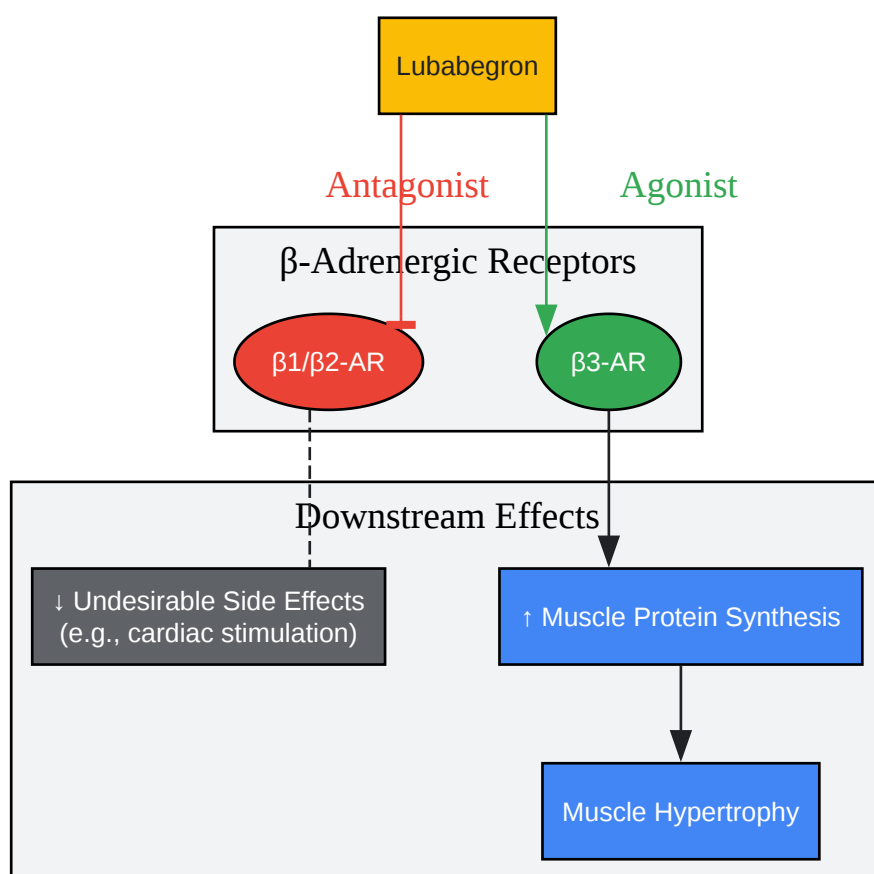 Lubabegron
Antagonist
Agonist
β-Adrenergic Receptors
β1/β2-AR
β3-AR
Downstream Effects
↓ Undesirable Side Effects
(e.g., cardiac stimulation)
↑ Muscle Protein Synthesis
Muscle Hypertrophy